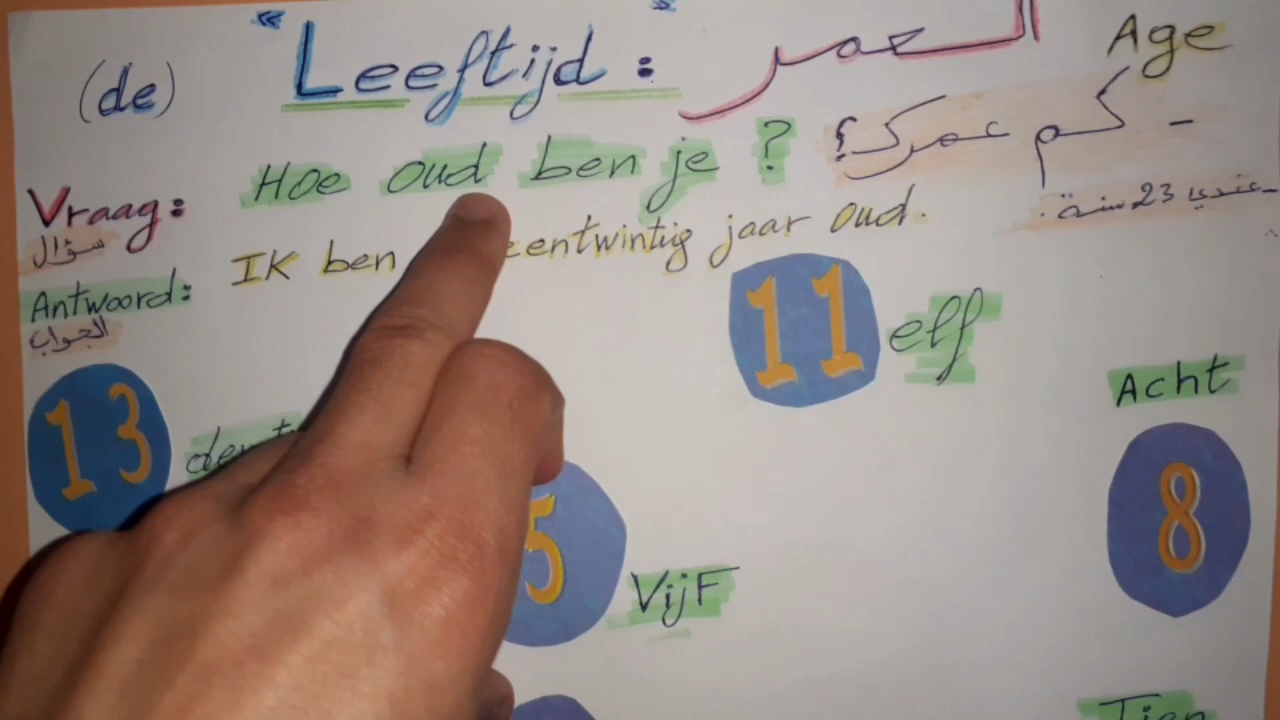 (de) "Leeftijd : العمر Age
Vraag: Hoe oud ben je ? - كم عمرك؟
سؤال
عندي 23 سنة.
Antwoord: IK ben jaar oud.
الجواب
11 elf
13
Acht
8
5 VijF